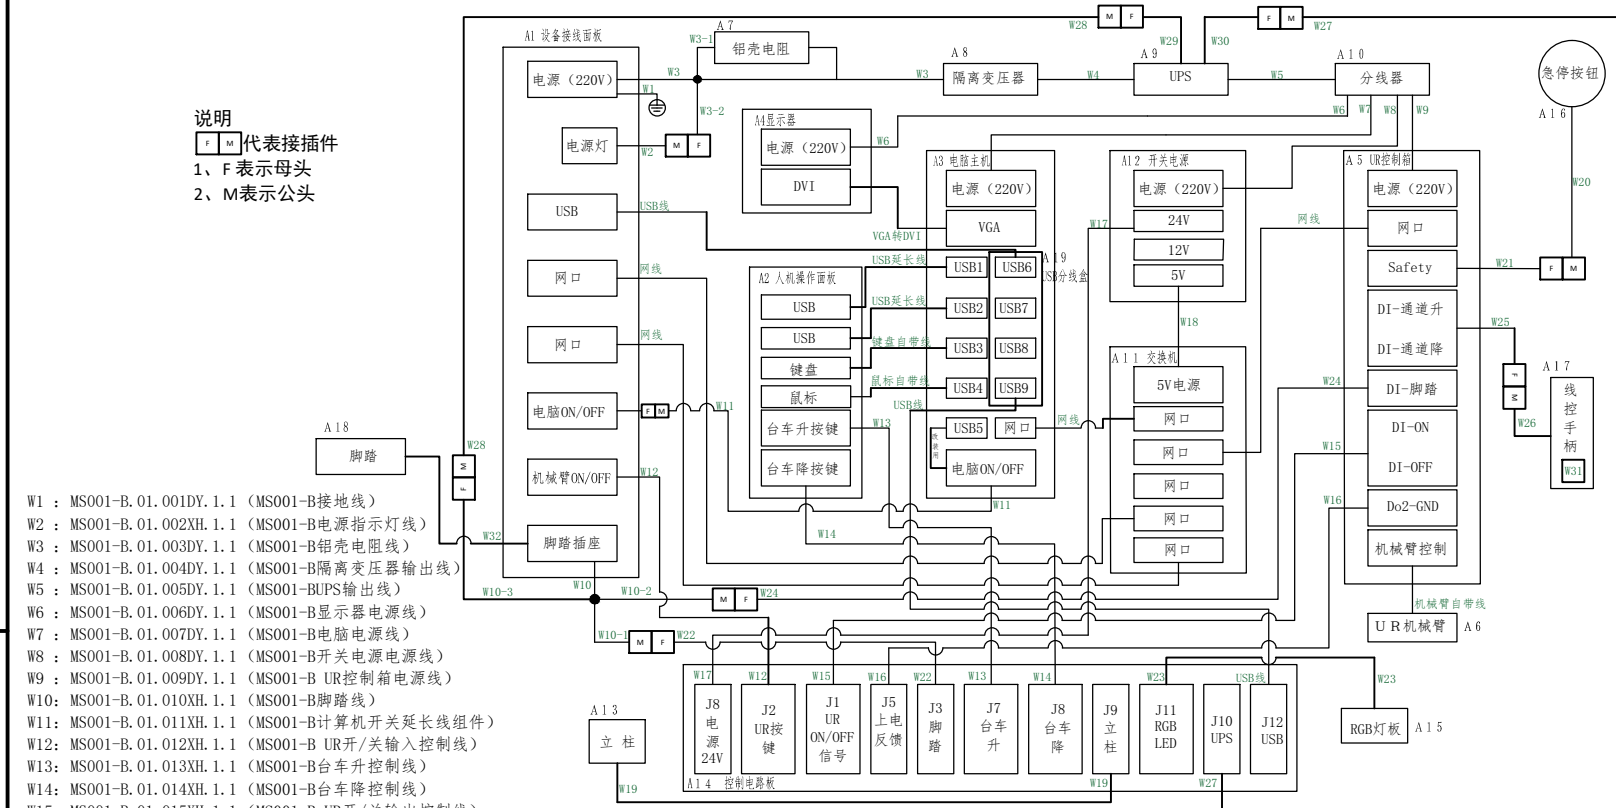 W28
M F
W29
W30
F M
W27
A1 设备接线面板
A7
W3-1
铝壳电阻
电源（220V）
W3
W1
W3-2
W3
A8
隔离变压器
W4
A9
UPS
W5
A10
分线器
W6
W7
W8
W9
急停按钮
A16
W20
说明
F M 代表接插件
1、F 表示母头
2、M表示公头
电源灯
W2
M F
A4显示器
电源（220V）
W6
DVI
A3 电脑主机
电源（220V）
VGA
VGA转DVI
A12 开关电源
电源（220V）
24V
12V
5V
W17
W18
A5 UR控制箱
电源（220V）
网口
网线
Safety
W21
F M
DI-通道升
DI-通道降
W25
F
M
W26
A17
线控手柄
W31
DI-脚踏
W24
DI-ON
DI-OFF
W15
Do2-GND
W16
机械臂控制
机械臂自带线
UR机械臂
A6
USB
USB线
网口
网线
网口
网线
电脑ON/OFF
F M
W11
机械臂ON/OFF
W12
脚踏插座
W32
W10
A2 人机操作面板
USB
USB
键盘
鼠标
台车升按键
台车降按键
W13
W14
USB延长线
USB延长线
键盘自带线
鼠标自带线
USB线
USB1
USB2
USB3
USB4
USB5
USB6
USB7
USB8
USB9
A19
USB分线盒
网口
网线
电脑ON/OFF
W11
A11 交换机
5V电源
网口
网口
网口
网口
网口
A18
脚踏
W28
M
F
W10-3
W10-2
M F
W24
W10-1
M F
W22
W17
W12
W15
W16
W22
W13
W14
W23
USB线
W23
A13
立柱
W19
J8 电源 24V
J2 UR按键
J1 UR ON/OFF 信号
J5 上电反馈
J3 脚踏
J7 台车升
J8 台车降
J9 立柱
J11 RGB LED
J10 UPS
J12 USB
A14 控制电路板
W19
W27
RGB灯板
A15
W1 ：MS001-B.01.001DY.1.1（MS001-B接地线）
W2 ：MS001-B.01.002XH.1.1（MS001-B电源指示灯线）
W3 ：MS001-B.01.003DY.1.1（MS001-B铝壳电阻线）
W4 ：MS001-B.01.004DY.1.1（MS001-B隔离变压器输出线）
W5 ：MS001-B.01.005DY.1.1（MS001-BUPS输出线）
W6 ：MS001-B.01.006DY.1.1（MS001-B显示器电源线）
W7 ：MS001-B.01.007DY.1.1（MS001-B电脑电源线）
W8 ：MS001-B.01.008DY.1.1（MS001-B开关电源电源线）
W9 ：MS001-B.01.009DY.1.1（MS001-B UR控制箱电源线）
W10：MS001-B.01.010XH.1.1（MS001-B脚踏线）
W11：MS001-B.01.011XH.1.1（MS001-B计算机开关延长线组件）
W12：MS001-B.01.012XH.1.1（MS001-B UR开/关输入控制线）
W13：MS001-B.01.013XH.1.1（MS001-B台车升控制线）
W14：MS001-B.01.014XH.1.1（MS001-B台车降控制线）
W15：MS001-B.01.015XH.1.1（MS001-B UR开/关输出控制线）